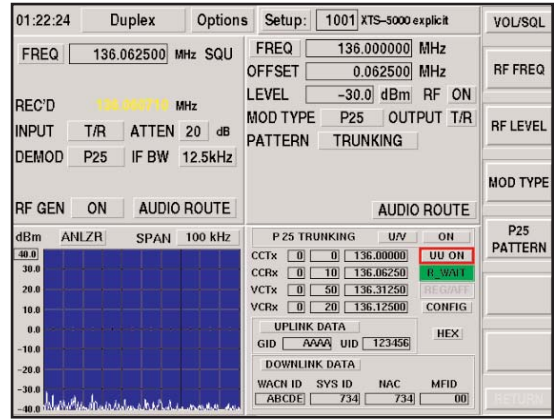 01:22:24 Duplex Options Setup: 1001 XTS-5000 explicit VOL/SQL
FREQ 136.062500 MHz SQU
REC'D MHz
INPUT T/R ATTEN 20 dB
DEMOD P25 IF BW 12.5kHz
RF GEN ON AUDIO ROUTE
FREQ 136.000000 MHz
OFFSET 0.062500 MHz
LEVEL -30.0 dBm RF ON
MOD TYPE P25 OUTPUT T/R
PATTERN TRUNKING
AUDIO ROUTE
RF FREQ
RF LEVEL
MOD TYPE
P25 PATTERN
dBm ANLZR SPAN 100 kHz
40.0
30.0
20.0
10.0
0.0
-10.0
-20.0
-30.0
-40.0
P25 TRUNKING U/V ON
CCTx 0 0 136.00000 UU ON
CCRx 0 10 136.06250 R_WAIT
VCTx 0 50 136.31250 REG/AFF
VCRx 0 20 136.12500 CONFIG
UPLINK DATA HEX
GID AAAA UID 123456
DOWNLINK DATA
WACN ID SYS ID NAC MFID
ABCDE 734 734 00
RETURN